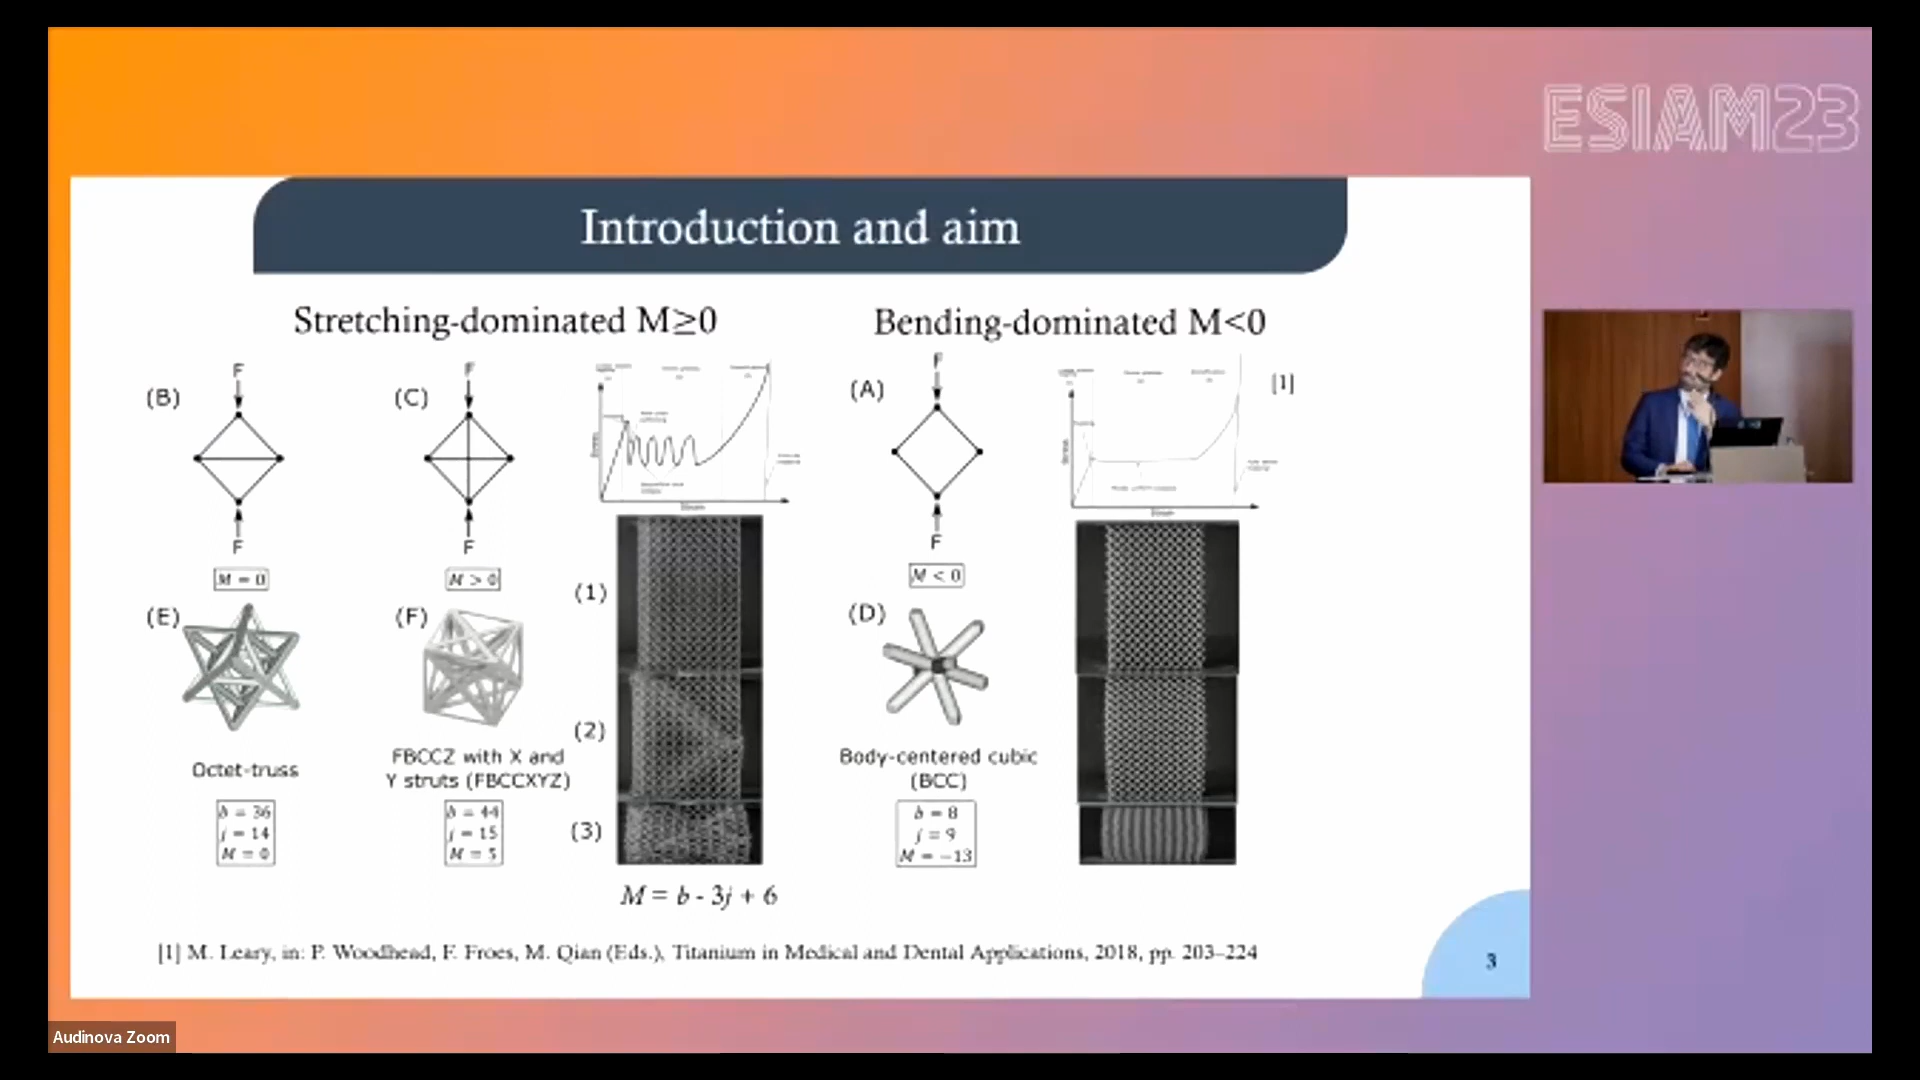 ESIAM23
Introduction and aim
Stretching-dominated M≥0
Bending-dominated M<0
(B)
F
F
M = 0
(C)
F
F
M > 0
(A)
F
F
M < 0
[1]
(E)
Octet-truss
b = 36
j = 14
M = 0
(F)
FBCCZ with X and
Y struts (FBCCXYZ)
b = 44
j = 15
M = 5
(1)
(2)
(3)
(D)
Body-centered cubic
(BCC)
b = 8
j = 9
M = −13
M = b - 3j + 6
[1] M. Leary, in: P. Woodhead, F. Froes, M. Qian (Eds.), Titanium in Medical and Dental Applications, 2018, pp. 203–224
3
Audinova Zoom